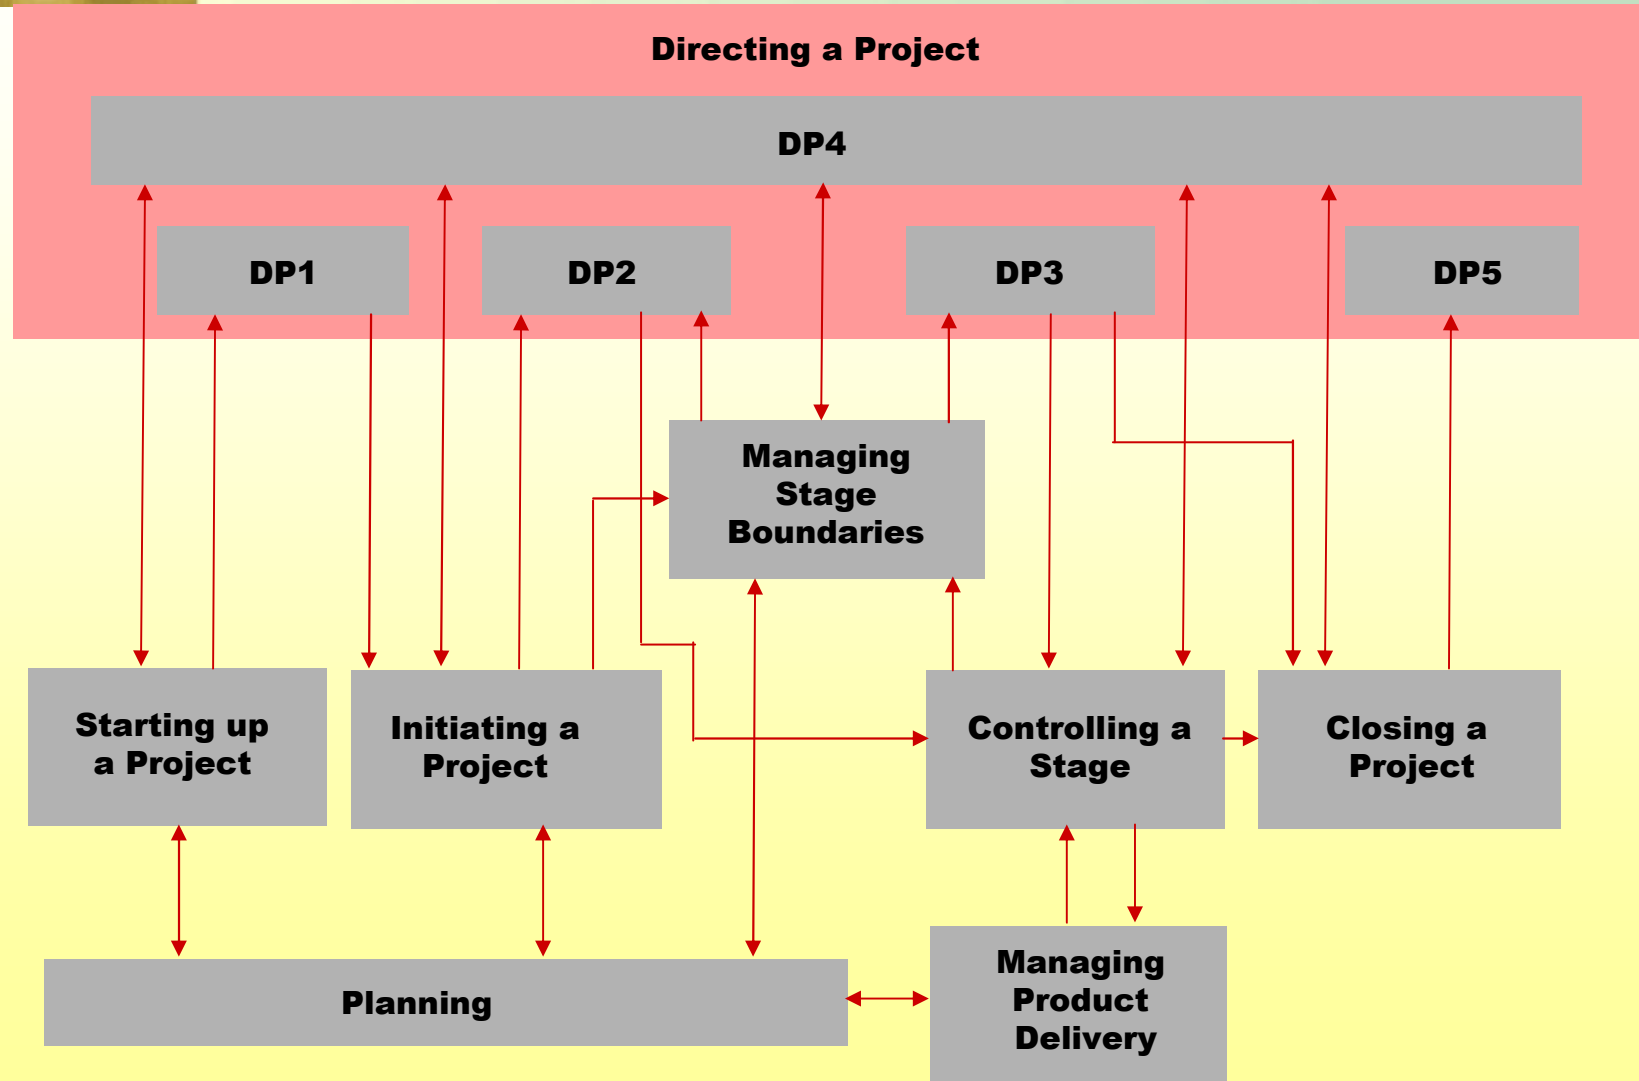 Directing a Project
DP4
DP1
DP2
DP3
DP5
Managing
Stage
Boundaries
Starting up
a Project
Initiating a
Project
Controlling a
Stage
Closing a
Project
Planning
Managing
Product
Delivery